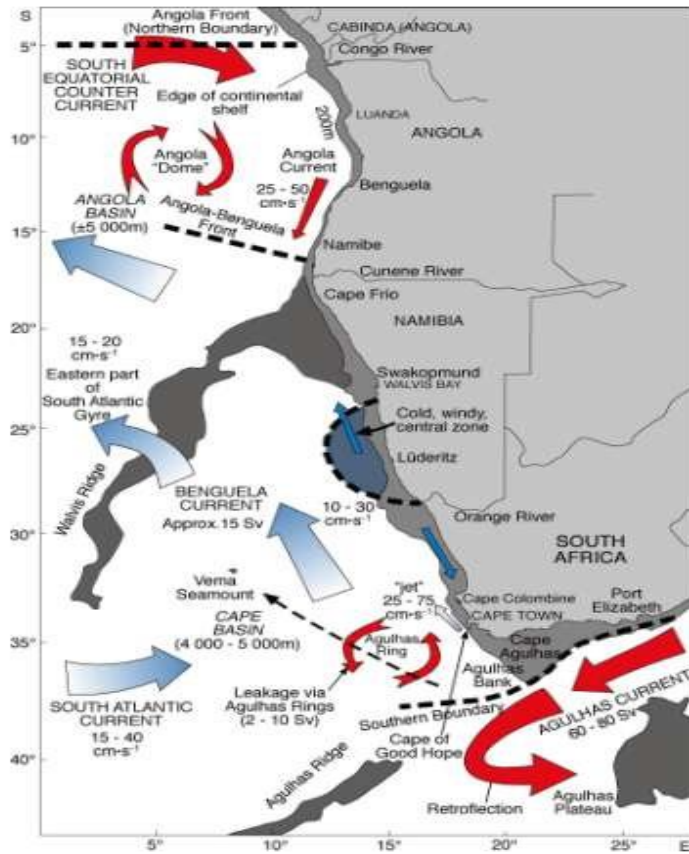 S
5°
10°
15°
20°
25°
30°
35°
40°
5°
10°
15°
20°
25°
E
Angola Front
(Northern Boundary)
CABINDA (ANGOLA)
Congo River
SOUTH
EQUATORIAL
COUNTER
CURRENT
Edge of continental
shelf
200m
LUANDA
ANGOLA
Angola
"Dome"
Angola
Current
25 - 50
cm•s⁻¹
Benguela
ANGOLA
BASIN
(±5 000m)
Angola-Benguela
Front
Namibe
Cunene River
Cape Frio
NAMIBIA
15 - 20
cm•s⁻¹
Eastern part
of
South Atlantic
Gyre
Swakopmund
WALVIS BAY
Cold, windy,
central zone
Lüderitz
Walvis Ridge
BENGUELA
CURRENT
Approx. 15 Sv
10 - 30
cm•s⁻¹
Orange River
SOUTH
AFRICA
Vema
Seamount
"jet"
25 - 75
cm•s⁻¹
Cape Colombine
CAPE TOWN
Port
Elizabeth
CAPE
BASIN
(4 000 - 5 000m)
Agulhas
Ring
Cape
Agulhas
Agulhas
Bank
Leakage via
Agulhas Rings
(2 - 10 Sv)
SOUTH ATLANTIC
CURRENT
15 - 40
cm•s⁻¹
Southern Boundary
Cape of
Good Hope
AGULHAS CURRENT
60 - 80 Sv
Agulhas Ridge
Retroflection
Agulhas
Plateau